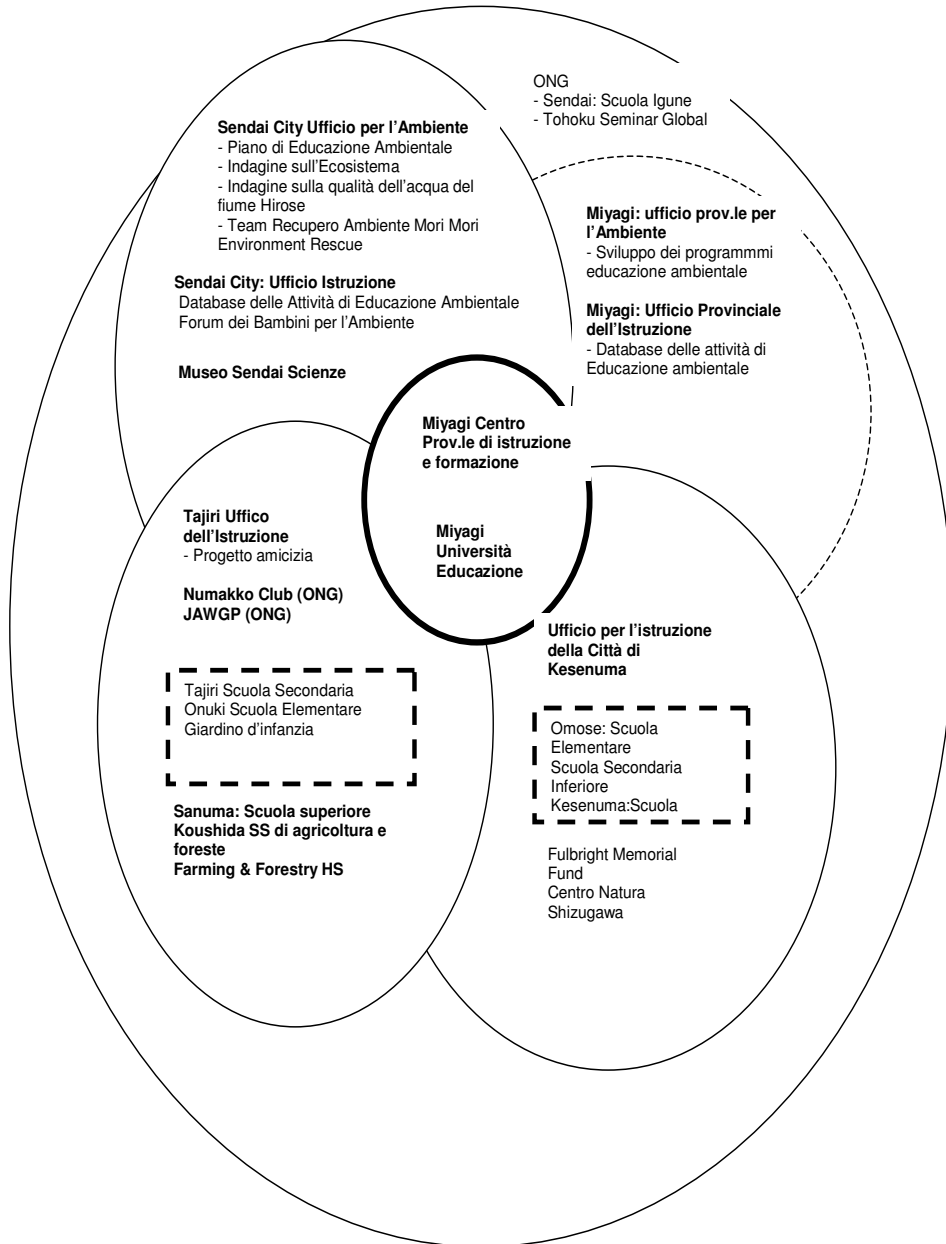 ONG
- Sendai: Scuola Igune
- Tohoku Seminar Global
Sendai City Ufficio per l'Ambiente
- Piano di Educazione Ambientale
- Indagine sull'Ecosistema
- Indagine sulla qualità dell'acqua del
fiume Hirose
- Team Recupero Ambiente Mori Mori
Environment Rescue
Sendai City: Ufficio Istruzione
Database delle Attività di Educazione Ambientale
Forum dei Bambini per l'Ambiente
Museo Sendai Scienze
Miyagi: ufficio prov.le per
l'Ambiente
- Sviluppo dei programmmi
educazione ambientale
Miyagi: Ufficio Provinciale
dell'Istruzione
- Database delle attività di
Educazione ambientale
Miyagi Centro
Prov.le di istruzione
e formazione
Miyagi
Università
Educazione
Tajiri Uffico
dell'Istruzione
- Progetto amicizia
Numakko Club (ONG)
JAWGP (ONG)
Tajiri Scuola Secondaria
Onuki Scuola Elementare
Giardino d'infanzia
Sanuma: Scuola superiore
Koushida SS di agricoltura e
foreste
Farming & Forestry HS
Ufficio per l'istruzione
della Città di
Kesenuma
Omose: Scuola
Elementare
Scuola Secondaria
Inferiore
Kesenuma:Scuola
Fulbright Memorial
Fund
Centro Natura
Shizugawa